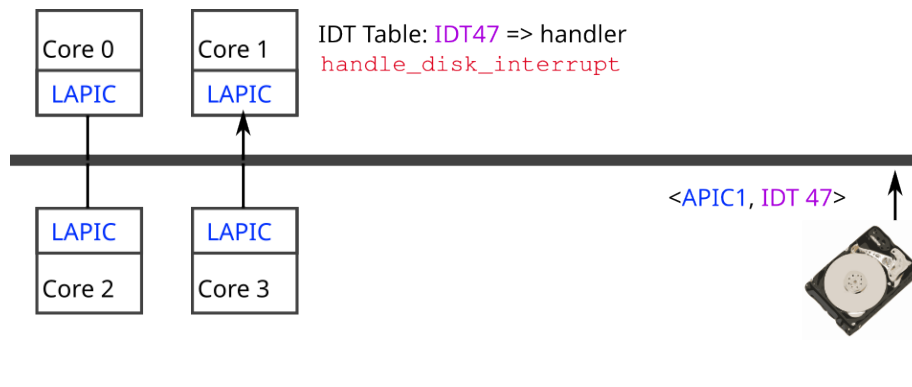 Core 0
Core 1
IDT Table: IDT47 => handler
handle_disk_interrupt
LAPIC
LAPIC
<APIC1, IDT 47>
LAPIC
LAPIC
Core 2
Core 3